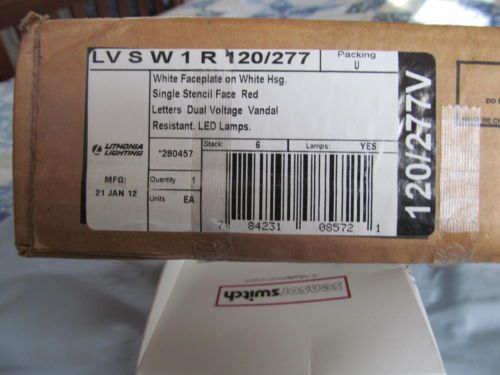 LV S W 1 R 120/277
Packing
U
White Faceplate on White Hsg.
Single Stencil Face Red
Letters Dual Voltage Vandal
Resistant. LED Lamps.
LITHONIA
LIGHTING
*280457
Stack: 6 Lamps: YES
MFG:
21 JAN 12
Quantity 1
Units EA
7 84231 08572 1
120/277V
DO
sensorswitch